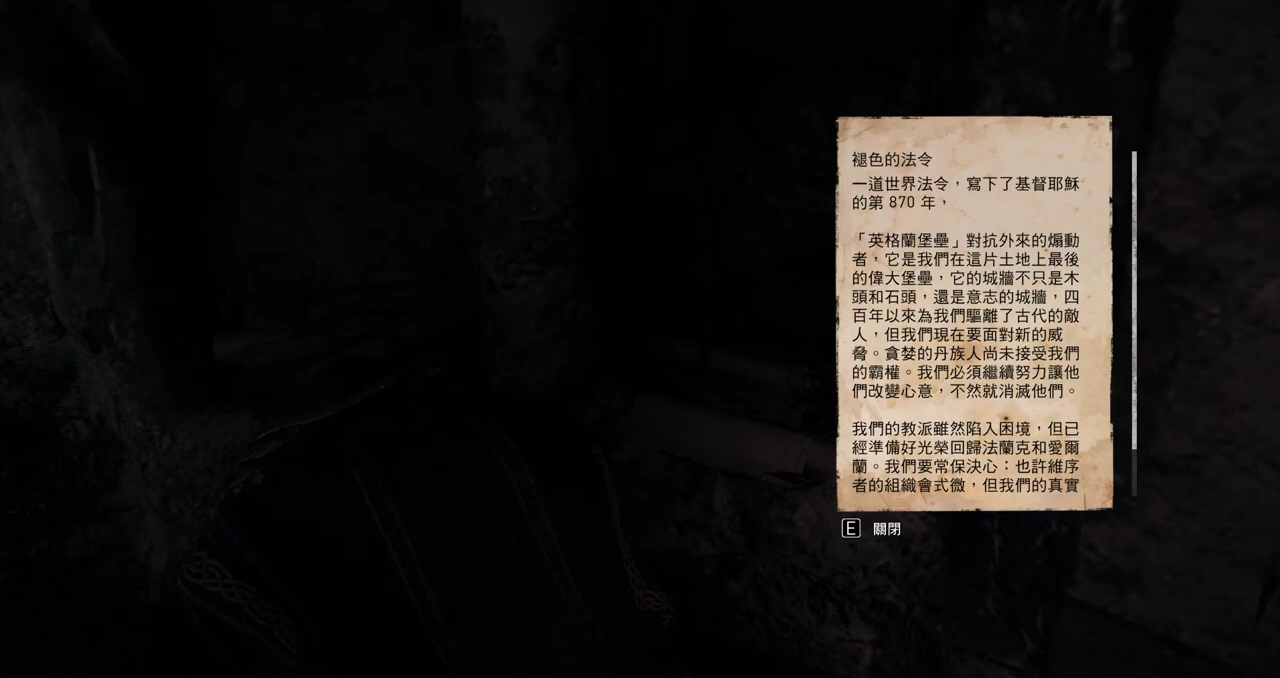 褪色的法令
一道世界法令，寫下了基督耶穌
的第 870 年，
「英格蘭堡壘」對抗外來的煽動
者，它是我們在這片土地上最後
的偉大堡壘，它的城牆不只是木
頭和石頭，還是意志的城牆，四
百年以來為我們驅離了古代的敵
人，但我們現在要面對新的威
脅。貪婪的丹族人尚未接受我們
的霸權。我們必須繼續努力讓他
們改變心意，不然就消滅他們。
我們的教派雖然陷入困境，但已
經準備好光榮回歸法蘭克和愛爾
蘭。我們要常保決心：也許維序
者的組織會式微，但我們的真實
E 關閉